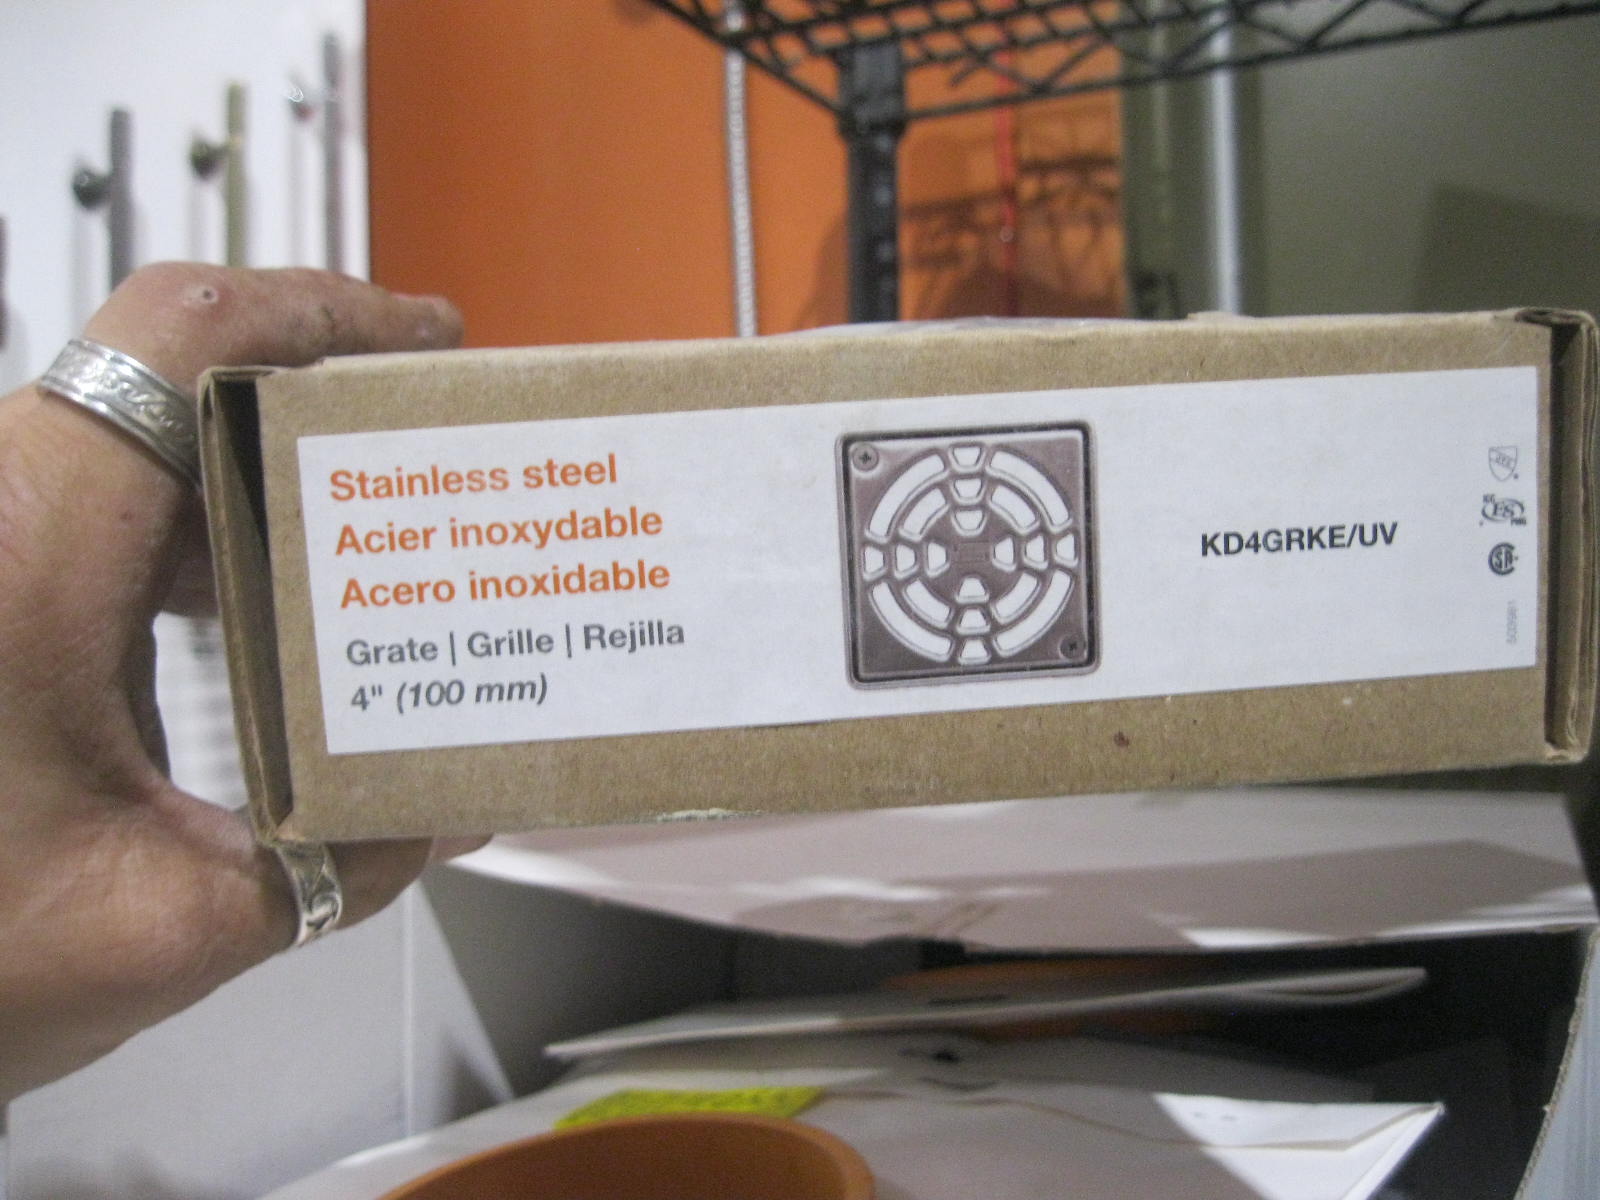 Stainless steel
Acier inoxydable
Acero inoxidable
Grate | Grille | Rejilla
4" (100 mm)
KD4GRKE/UV